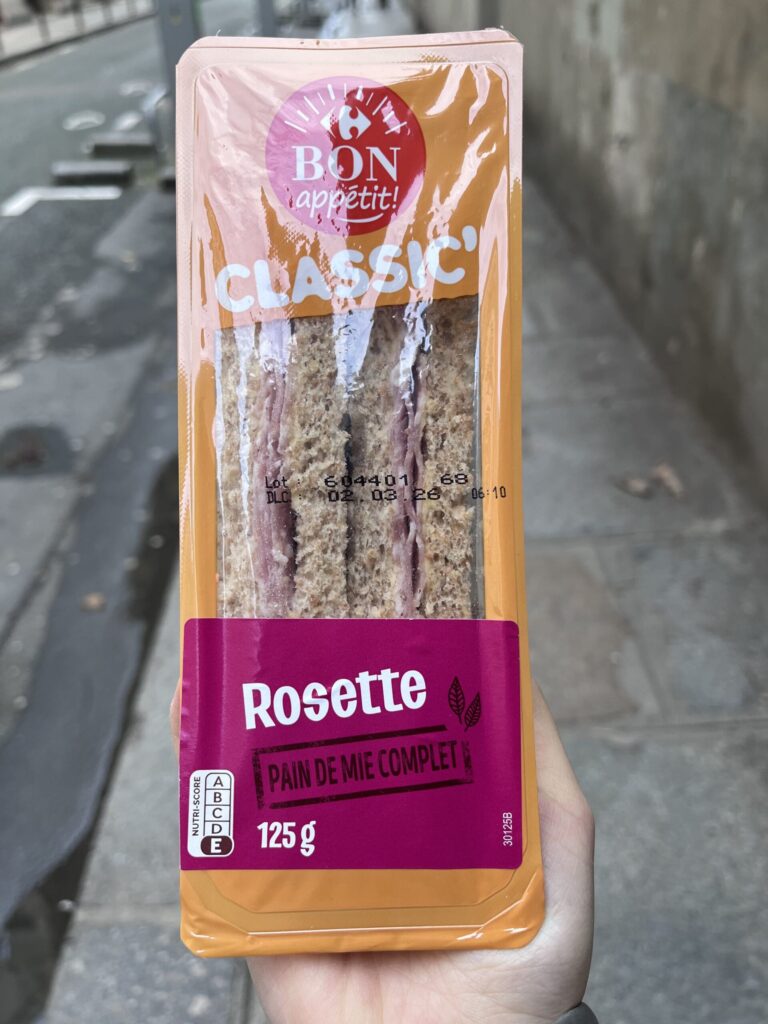 BON
appétit!
CLASSIC'
Lot : 604401 68
DLC : 02.03.26 06:10
Rosette
PAIN DE MIE COMPLET
NUTRI-SCORE
A
B
C
D
E
125 g
30125B